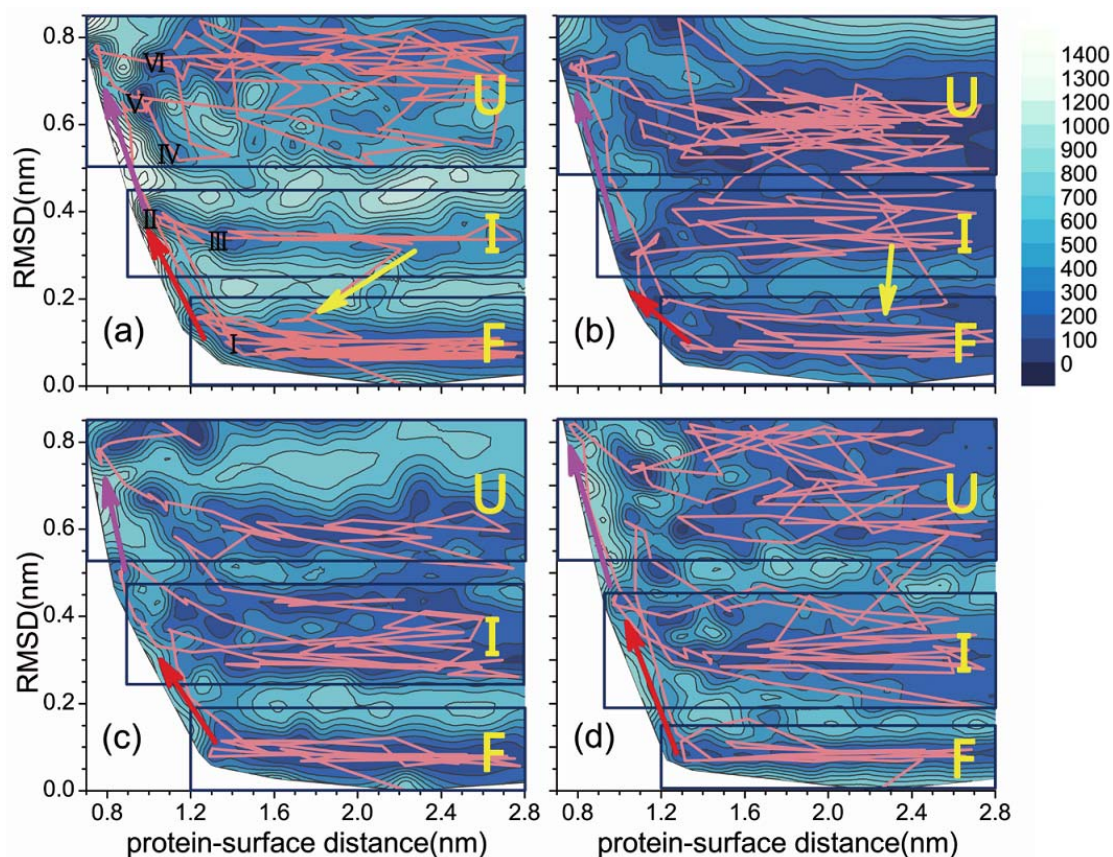 0.8
0.6
0.4
0.2
0.0
RMSD(nm)
(a)
Ⅵ
Ⅴ
Ⅳ
Ⅱ
Ⅲ
Ⅰ
U
I
F
(b)
U
I
F
1400
1300
1200
1000
900
800
700
600
500
400
300
200
100
0
0.8
0.6
0.4
0.2
0.0
RMSD(nm)
(c)
U
I
F
0.8 1.2 1.6 2.0 2.4 2.8
protein-surface distance(nm)
(d)
U
I
F
0.8 1.2 1.6 2.0 2.4 2.8
protein-surface distance(nm)